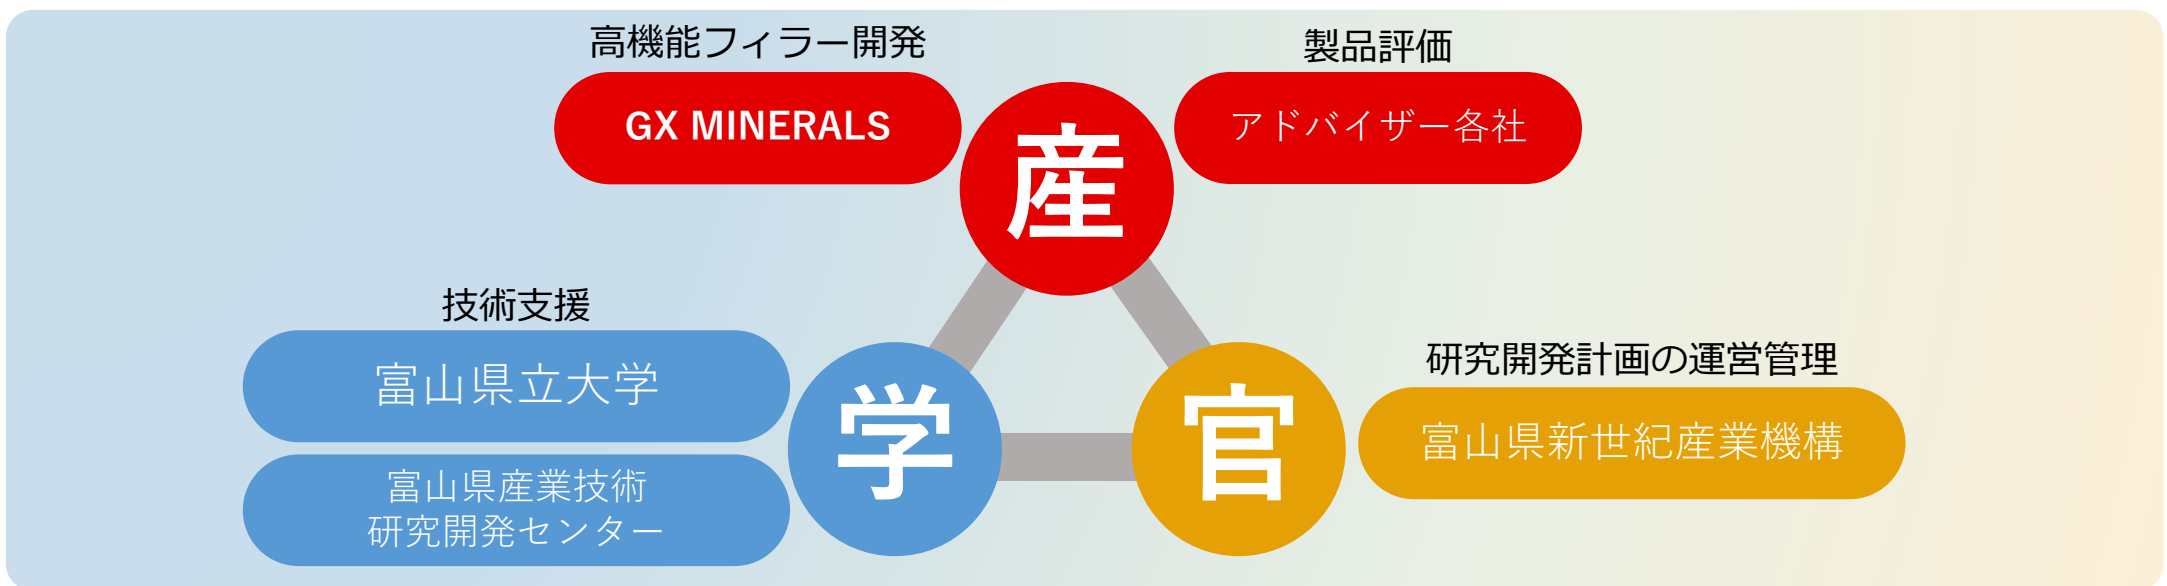 高機能フィラー開発
GX MINERALS
産
製品評価
アドバイザー各社
技術支援
富山県立大学
富山県産業技術
研究開発センター
学
官
研究開発計画の運営管理
富山県新世紀産業機構